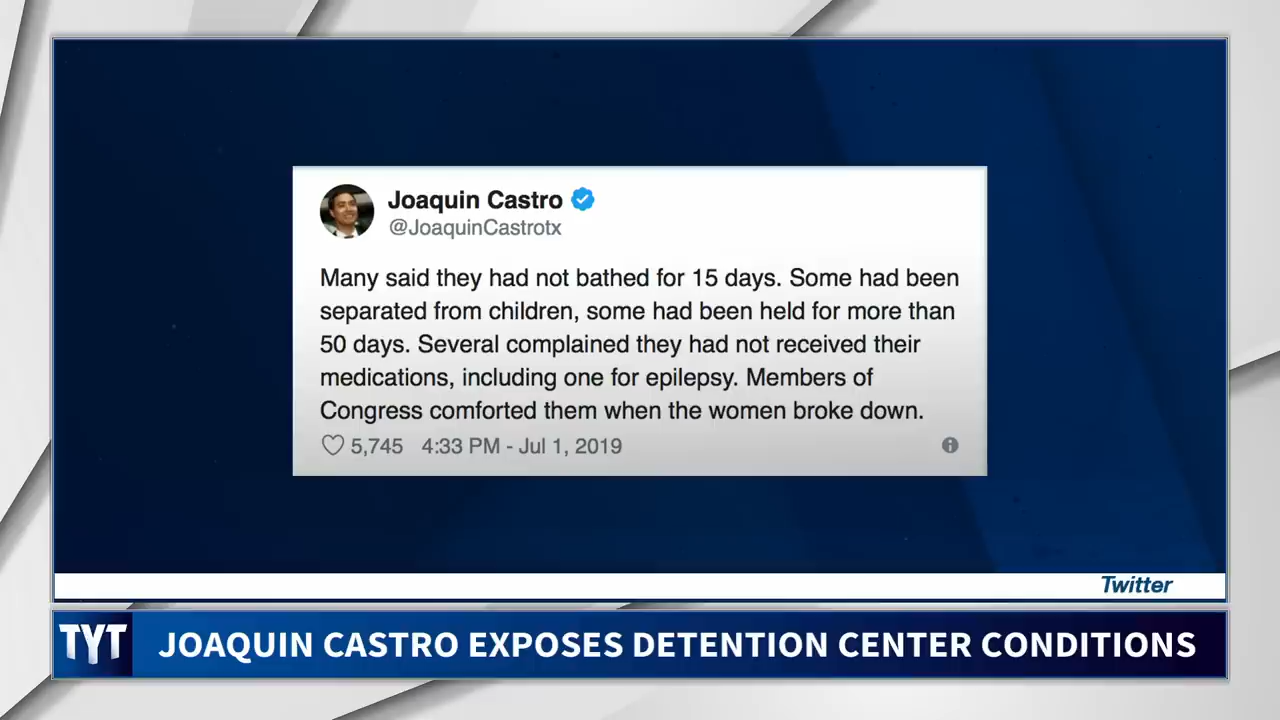 Joaquin Castro
@JoaquinCastrotx
Many said they had not bathed for 15 days. Some had been
separated from children, some had been held for more than
50 days. Several complained they had not received their
medications, including one for epilepsy. Members of
Congress comforted them when the women broke down.
5,745 4:33 PM - Jul 1, 2019
Twitter
TYT JOAQUIN CASTRO EXPOSES DETENTION CENTER CONDITIONS